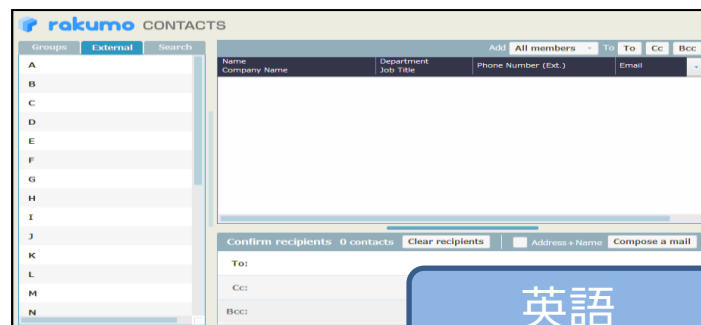 rakumo CONTACTS
Groups External Search
A
B
C
D
E
F
G
H
I
J
K
L
M
N
Add All members To To Cc Bcc
Name Department Phone Number (Ext.) Email
Company Name Job Title
Confirm recipients 0 contacts Clear recipients Address+Name Compose a mail
To:
Cc:
Bcc:
英語